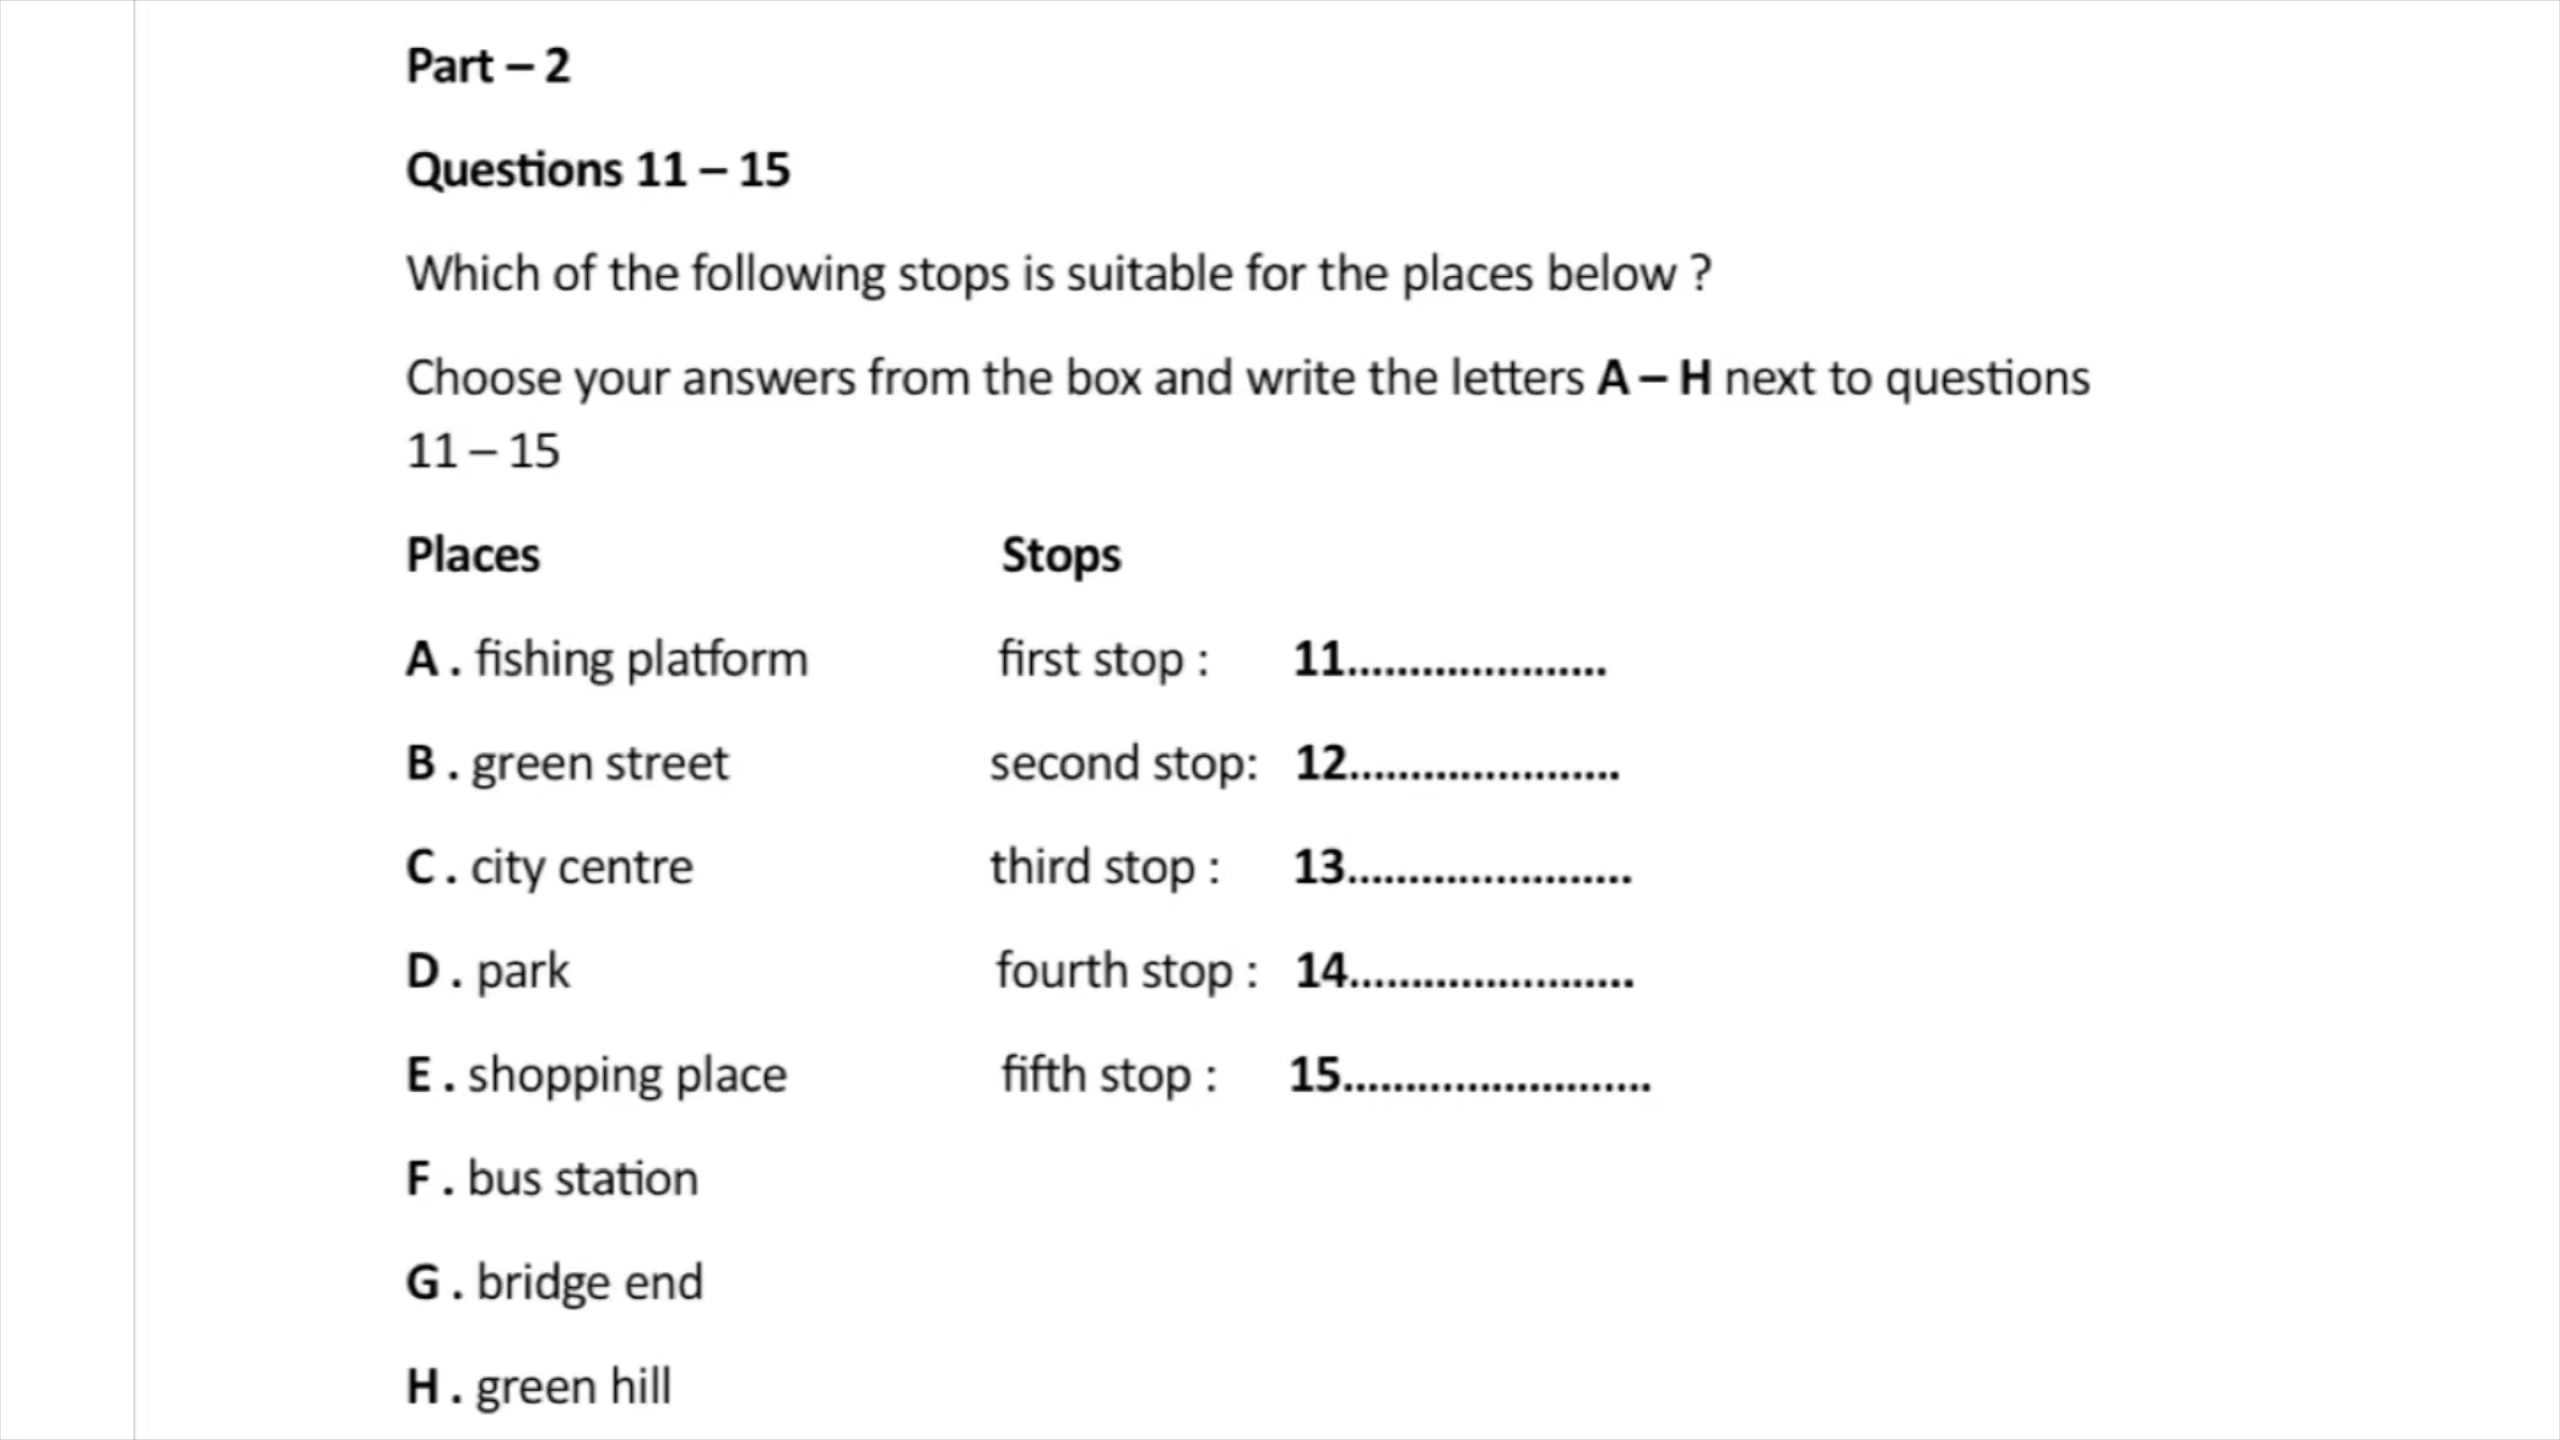 Part – 2
Questions 11 – 15
Which of the following stops is suitable for the places below ?
Choose your answers from the box and write the letters A – H next to questions
11 – 15
Places Stops
A . fishing platform first stop : 11.....................
B . green street second stop: 12......................
C . city centre third stop : 13.......................
D . park fourth stop : 14.......................
E . shopping place fifth stop : 15.........................
F . bus station
G . bridge end
H . green hill